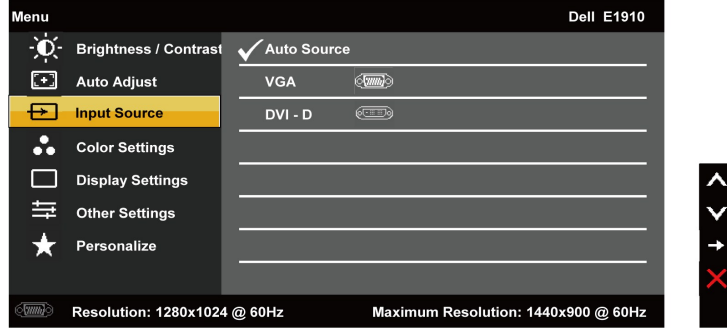 Menu Dell E1910
Brightness / Contrast Auto Source
Auto Adjust VGA
Input Source DVI - D
Color Settings
Display Settings
Other Settings
Personalize
Resolution: 1280x1024 @ 60Hz Maximum Resolution: 1440x900 @ 60Hz